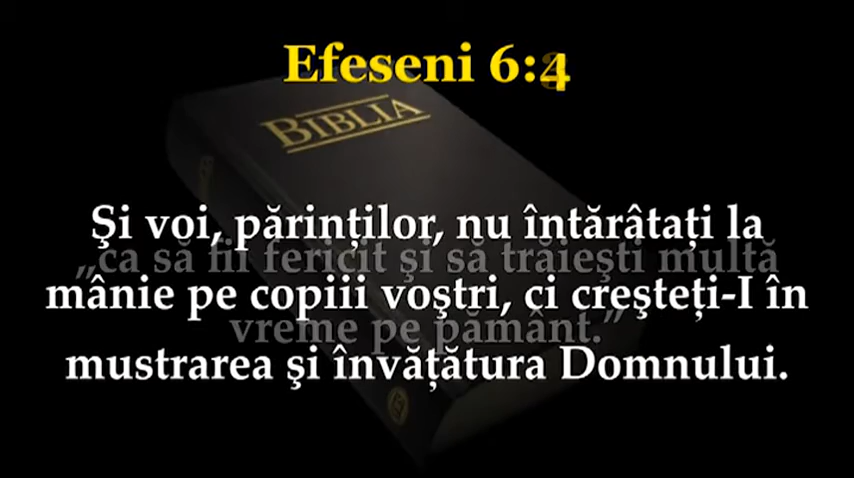 Efeseni 6:4
BIBLIA
Şi voi, părinților, nu întărâtați la
„ca să fii fericit şi să trăieşti multă
mânie pe copiii voştri, ci creşteți-I în
vreme pe pământ.”
mustrarea şi învățătura Domnului.